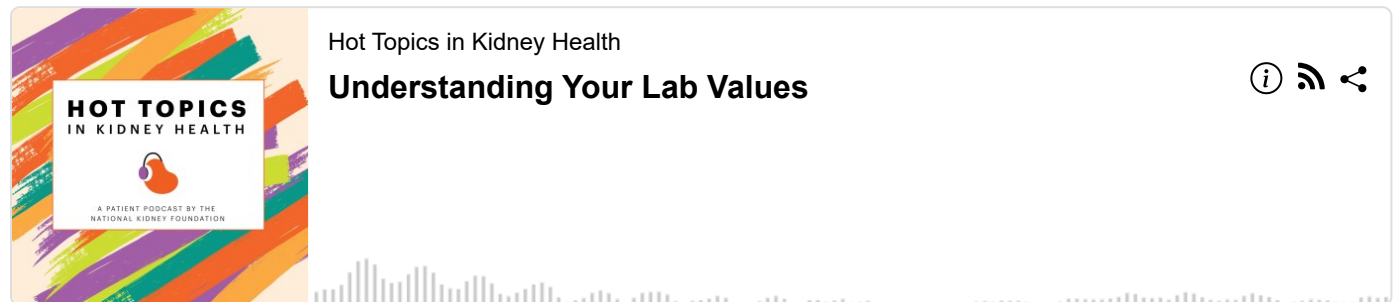 HOT TOPICS
IN KIDNEY HEALTH
A PATIENT PODCAST BY THE
NATIONAL KIDNEY FOUNDATION
Hot Topics in Kidney Health
Understanding Your Lab Values
i